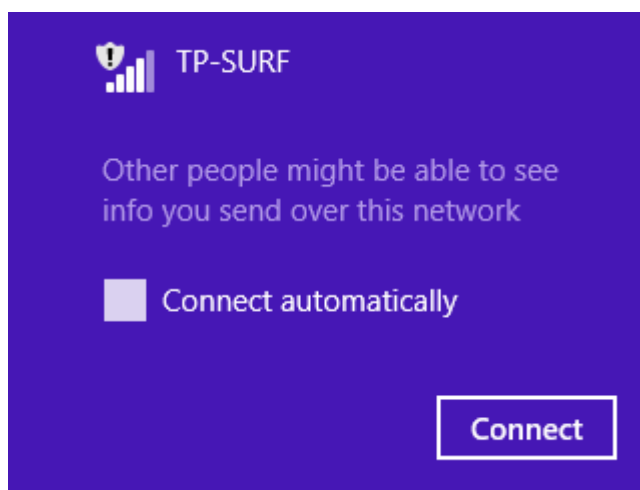 TP-SURF
Other people might be able to see
info you send over this network
Connect automatically
Connect